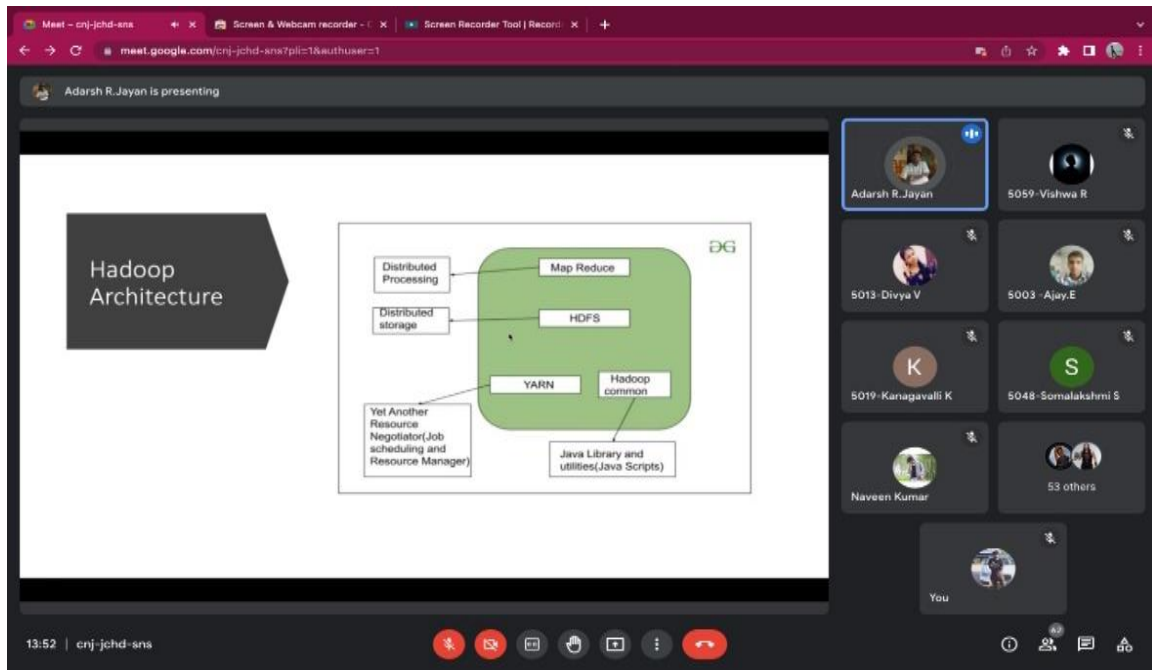 Meet – cnj-jchd-sns
Screen & Webcam recorder -
Screen Recorder Tool | Record
meet.google.com/cnj-jchd-sns?pli=1&authuser=1
Adarsh R.Jayan is presenting
Hadoop
Architecture
Distributed
Processing
Map Reduce
Distributed
storage
HDFS
YARN
Hadoop
common
Yet Another
Resource
Negotiator(Job
scheduling and
Resource Manager)
Java Library and
utilities(Java Scripts)
Adarsh R.Jayan
5059-Vishwa R
5013-Divya V
5003 -Ajay.E
K
5019-Kanagavalli K
S
5048-Somalakshmi S
Naveen Kumar
53 others
You
13:52 | cnj-jchd-sns
62